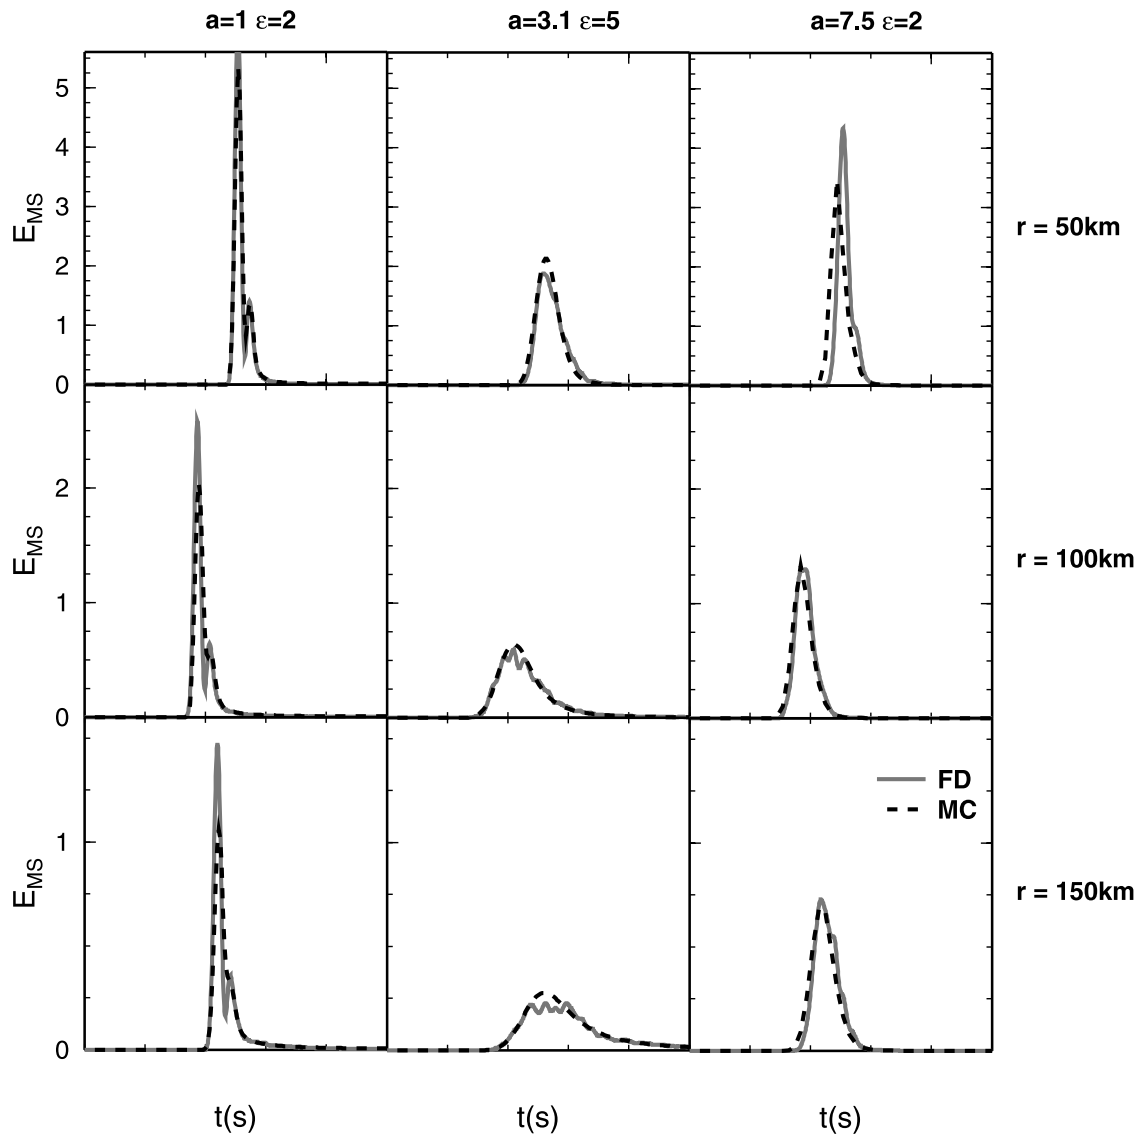 a=1 ε=2
a=3.1 ε=5
a=7.5 ε=2
5
4
3
2
1
0
E_MS
r = 50km
2
1
0
E_MS
r = 100km
1
0
E_MS
FD
MC
r = 150km
t(s)
t(s)
t(s)